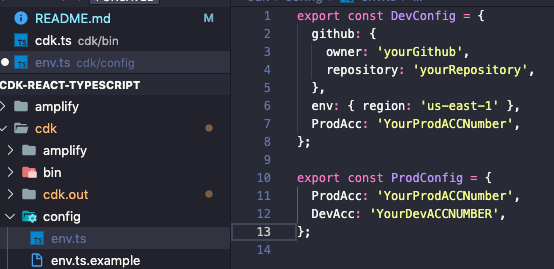 README.md M
TS cdk.ts cdk/bin
TS env.ts cdk/config
CDK-REACT-TYPESCRIPT
amplify
cdk
amplify
bin
cdk.out
config
TS env.ts
env.ts.example
1 export const DevConfig = {
2 github: {
3 owner: 'yourGithub',
4 repository: 'yourRepository',
5 },
6 env: { region: 'us-east-1' },
7 ProdAcc: 'YourProdACCNumber',
8 };
9
10 export const ProdConfig = {
11 ProdAcc: 'YourProdACCNumber',
12 DevAcc: 'YourDevACCNUMBER',
13 };
14